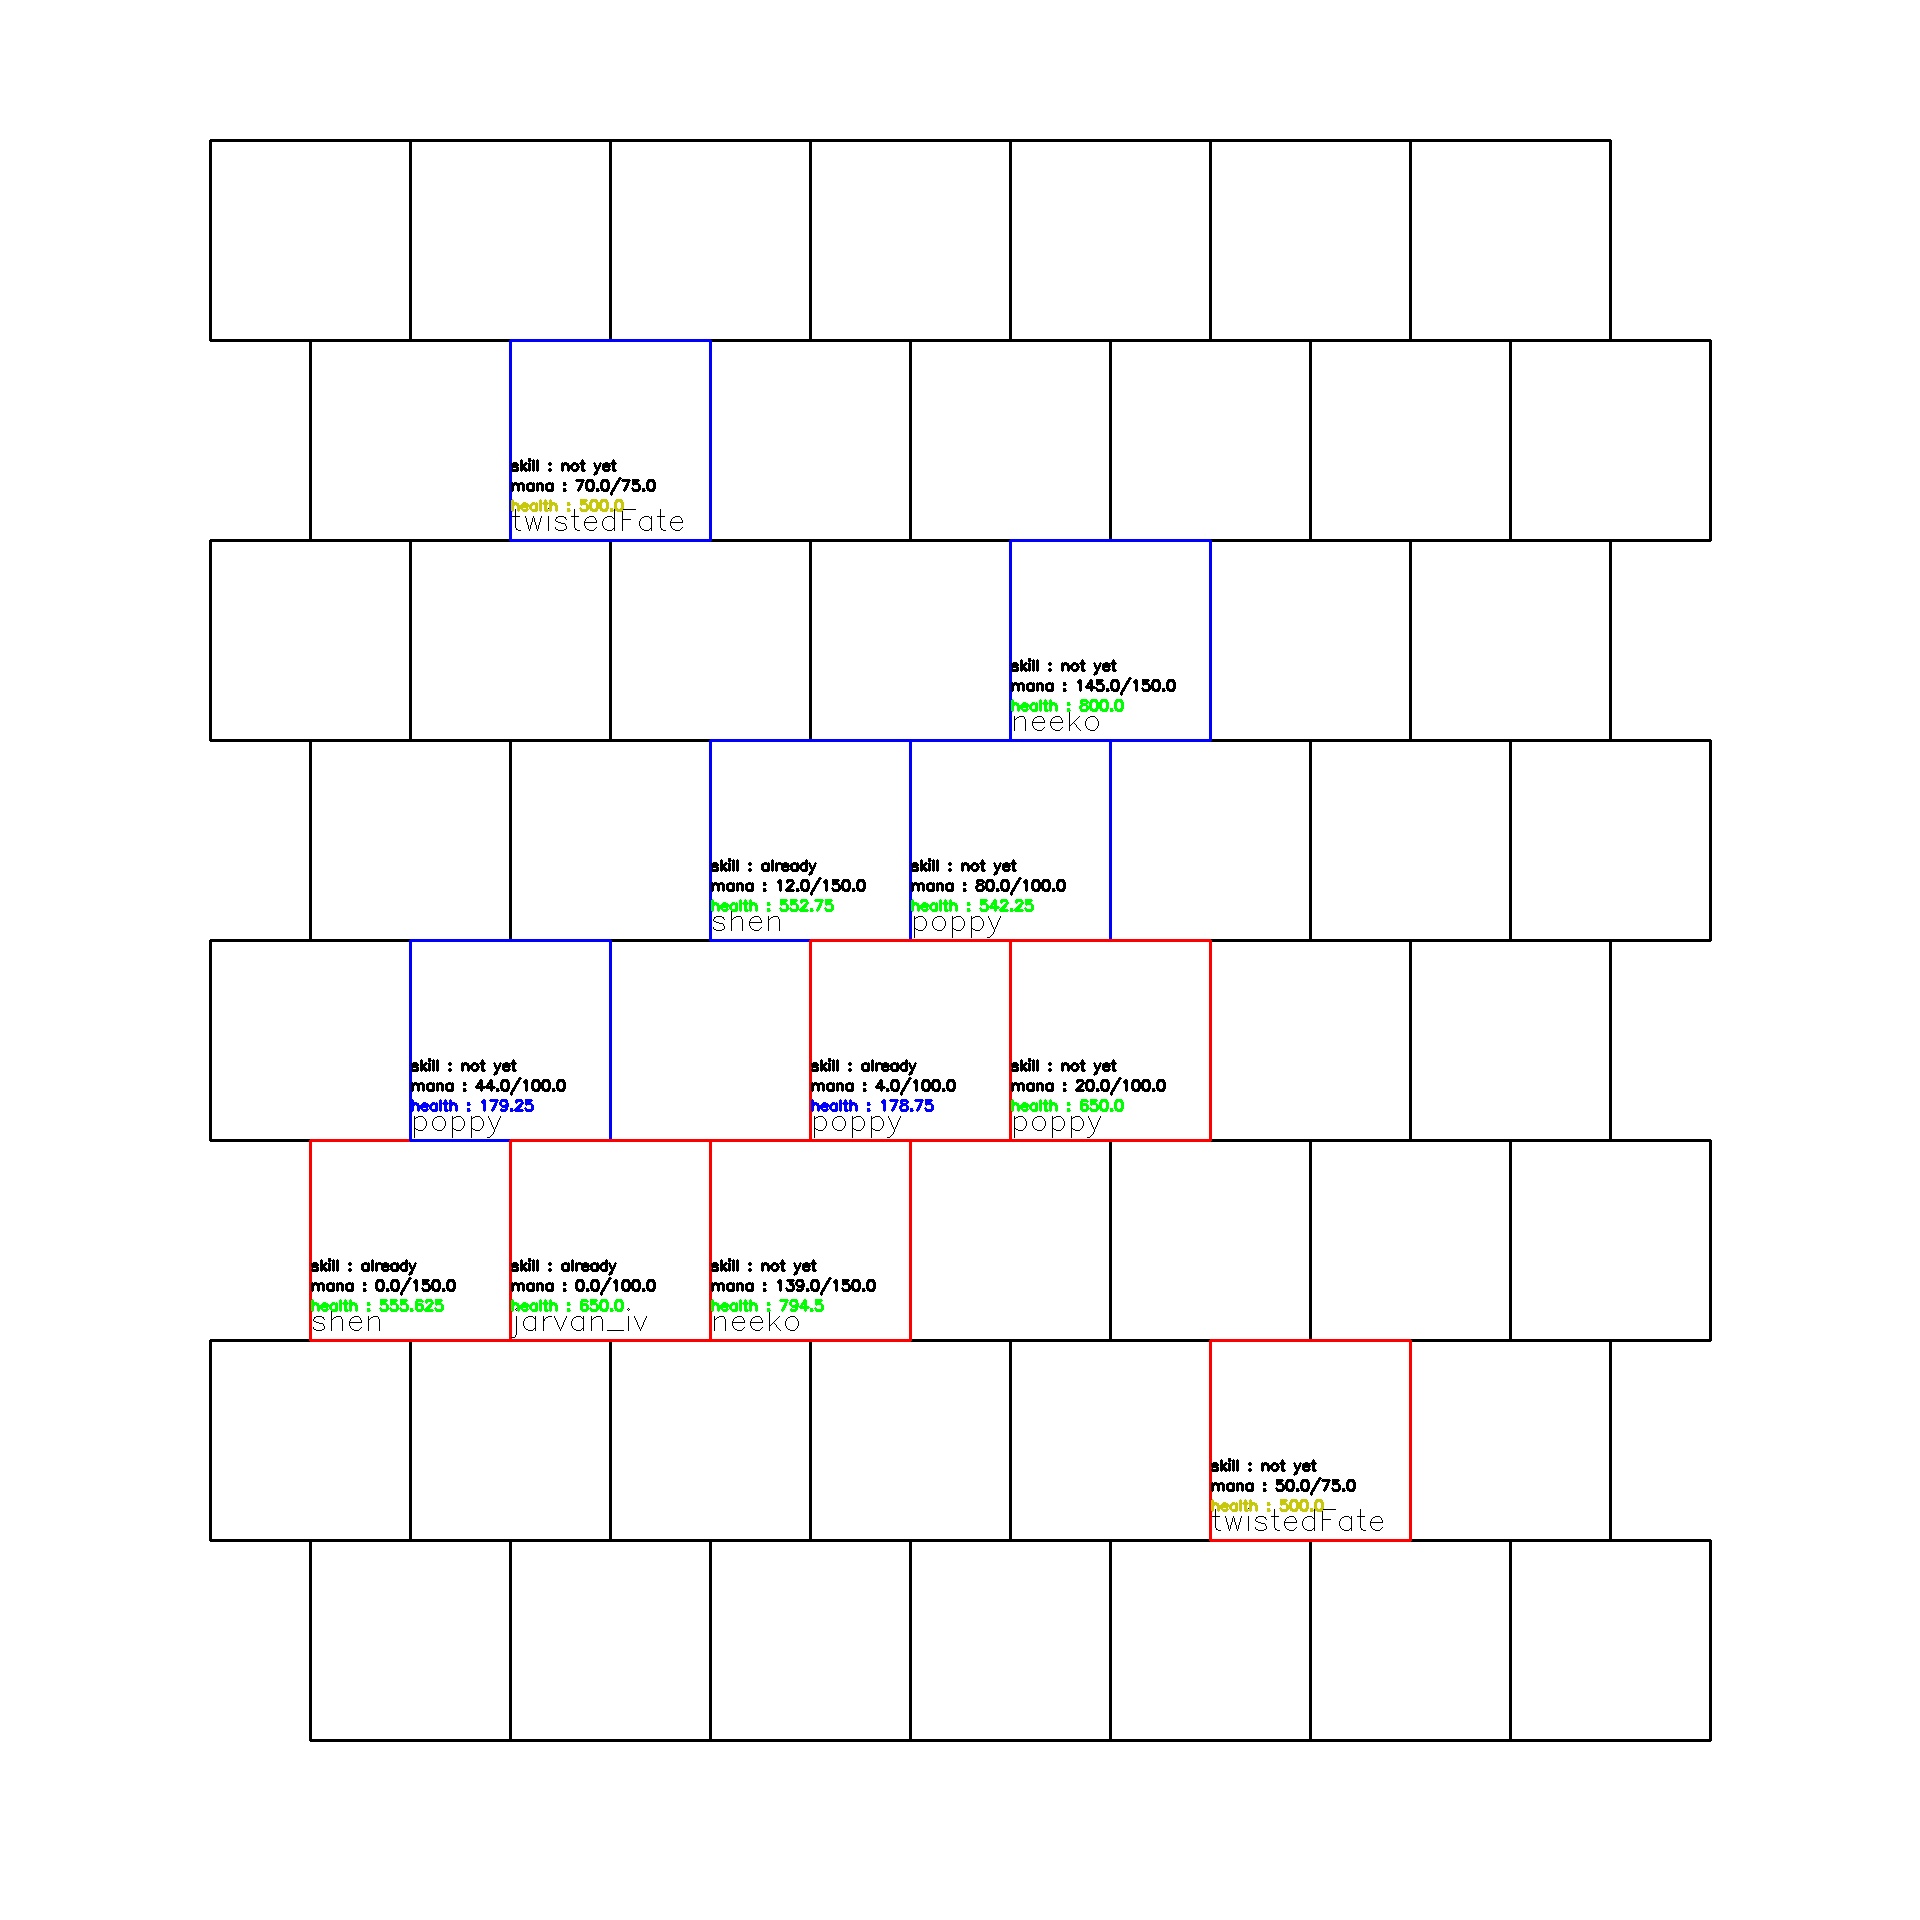 skill : not yet
mana : 70.0/75.0
health : 500.0
twistedFate
skill : not yet
mana : 145.0/150.0
health : 800.0
neeko
skill : already
mana : 12.0/150.0
health : 552.75
shen
skill : not yet
mana : 80.0/100.0
health : 542.25
poppy
skill : not yet
mana : 44.0/100.0
health : 179.25
poppy
skill : already
mana : 4.0/100.0
health : 178.75
poppy
skill : not yet
mana : 20.0/100.0
health : 650.0
poppy
skill : already
mana : 0.0/150.0
health : 555.625
shen
skill : already
mana : 0.0/100.0
health : 650.0
jarvan_iv
skill : not yet
mana : 139.0/150.0
health : 794.5
neeko
skill : not yet
mana : 50.0/75.0
health : 500.0
twistedFate